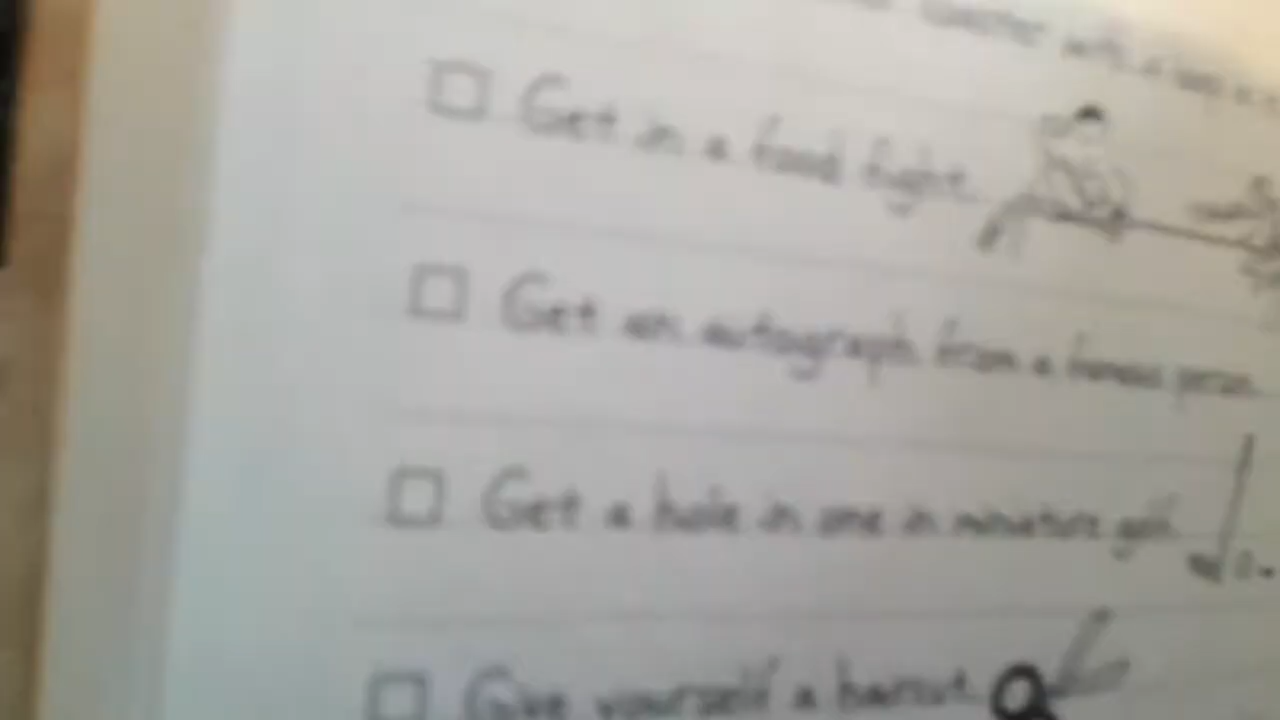 with a
Get in a food fight.
Get an autograph from a famous person.
Get a hole in one in miniature golf.
Give yourself a haircut.